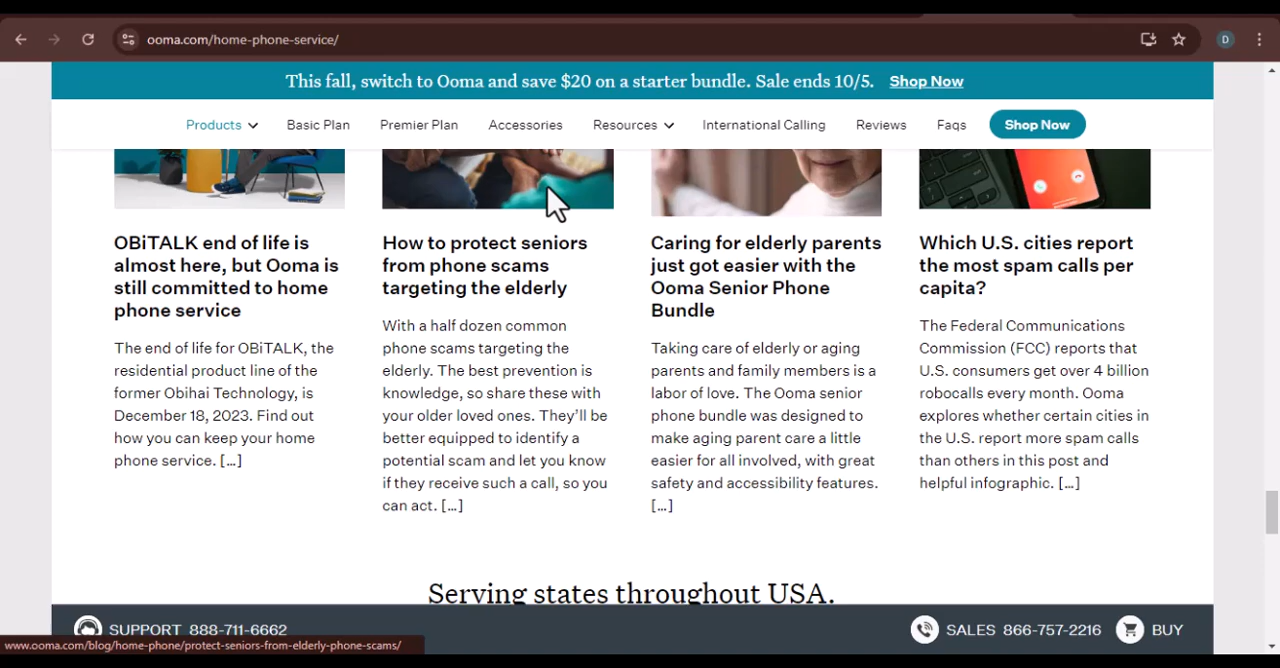 ooma.com/home-phone-service/
D
This fall, switch to Ooma and save $20 on a starter bundle. Sale ends 10/5. Shop Now
Products Basic Plan Premier Plan Accessories Resources International Calling Reviews Faqs Shop Now
OBiTALK end of life is
almost here, but Ooma is
still committed to home
phone service
The end of life for OBiTALK, the
residential product line of the
former Obihai Technology, is
December 18, 2023. Find out
how you can keep your home
phone service. […]
How to protect seniors
from phone scams
targeting the elderly
With a half dozen common
phone scams targeting the
elderly. The best prevention is
knowledge, so share these with
your older loved ones. They’ll be
better equipped to identify a
potential scam and let you know
if they receive such a call, so you
can act. […]
Caring for elderly parents
just got easier with the
Ooma Senior Phone
Bundle
Taking care of elderly or aging
parents and family members is a
labor of love. The Ooma senior
phone bundle was designed to
make aging parent care a little
easier for all involved, with great
safety and accessibility features.
[…]
Which U.S. cities report
the most spam calls per
capita?
The Federal Communications
Commission (FCC) reports that
U.S. consumers get over 4 billion
robocalls every month. Ooma
explores whether certain cities in
the U.S. report more spam calls
than others in this post and
helpful infographic. […]
Serving states throughout USA.
SUPPORT 888-711-6662 SALES 866-757-2216 BUY
www.ooma.com/blog/home-phone/protect-seniors-from-elderly-phone-scams/